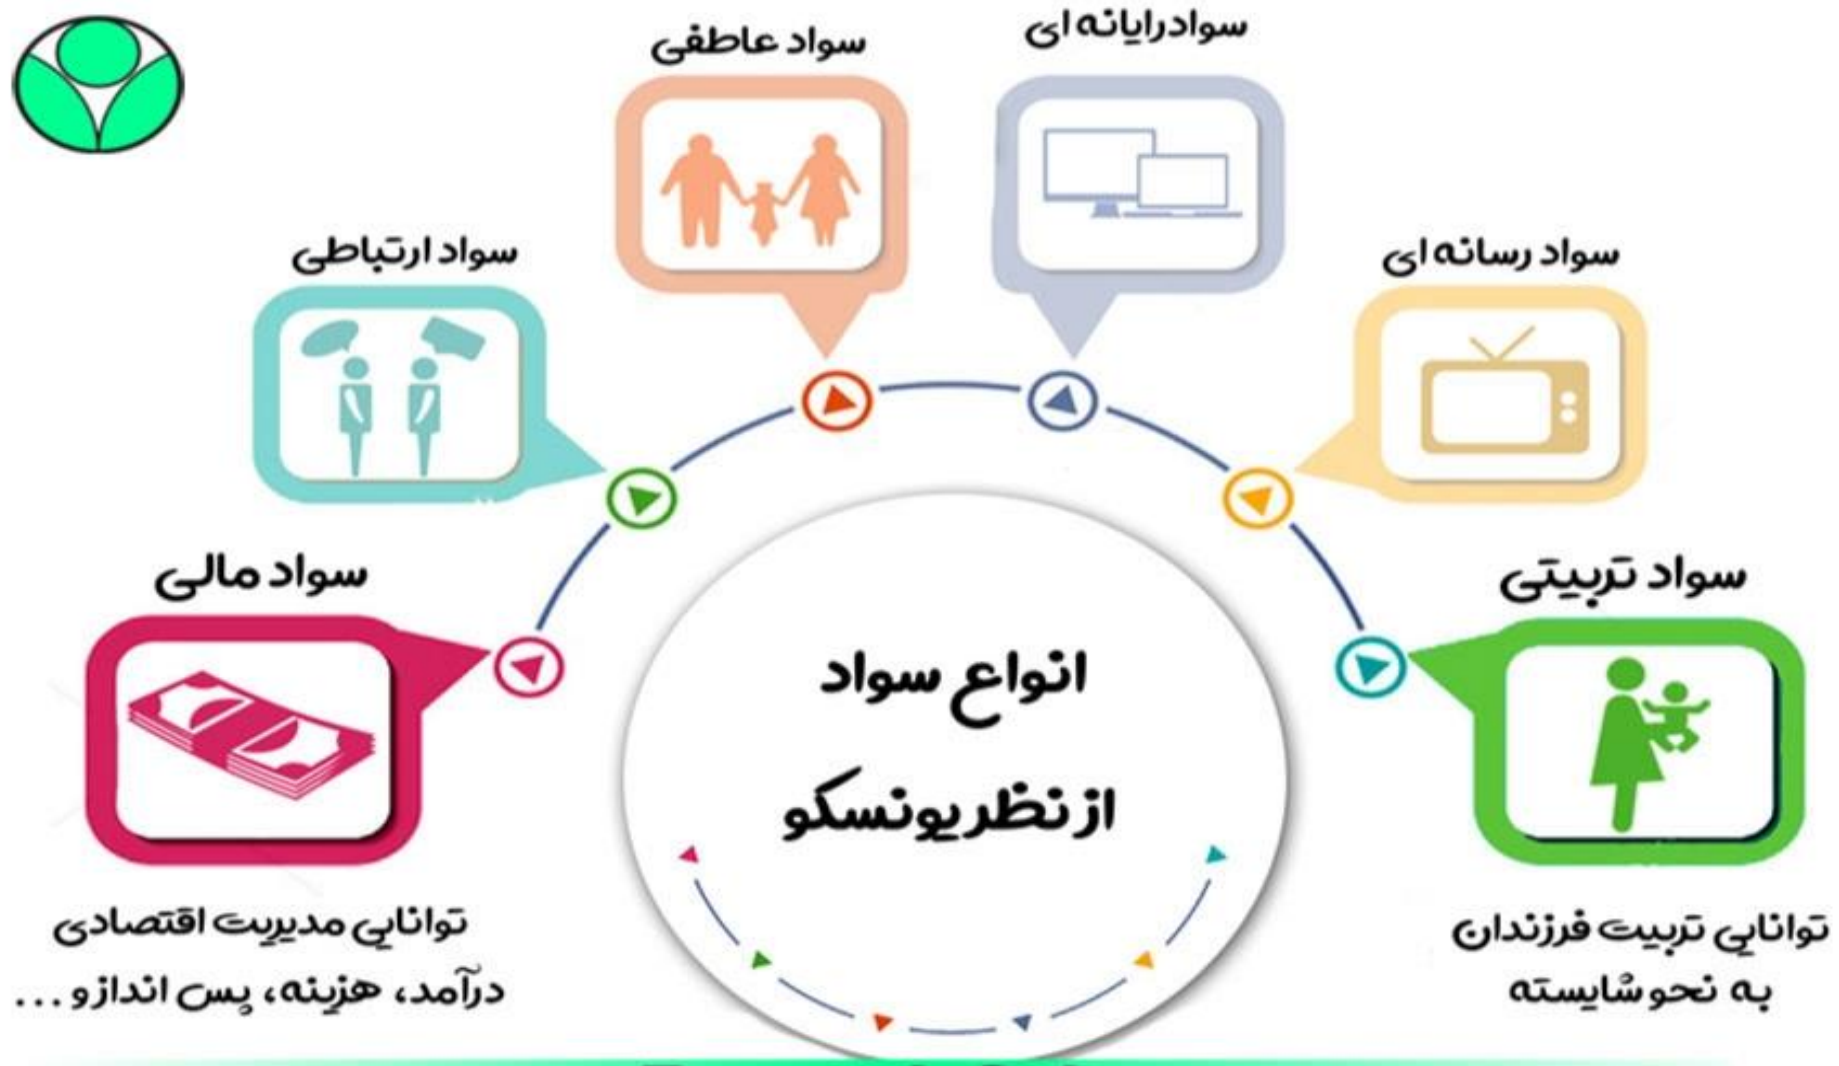 سواد رایانه ای
سواد عاطفی
سواد رسانه ای
سواد ارتباطی
سواد تربیتی
سواد مالی
انواع سواد
از نظر یونسکو
توانایی تربیت فرزندان
به نحو شایسته
توانایی مدیریت اقتصادی
درآمد، هزینه، پس انداز و ...